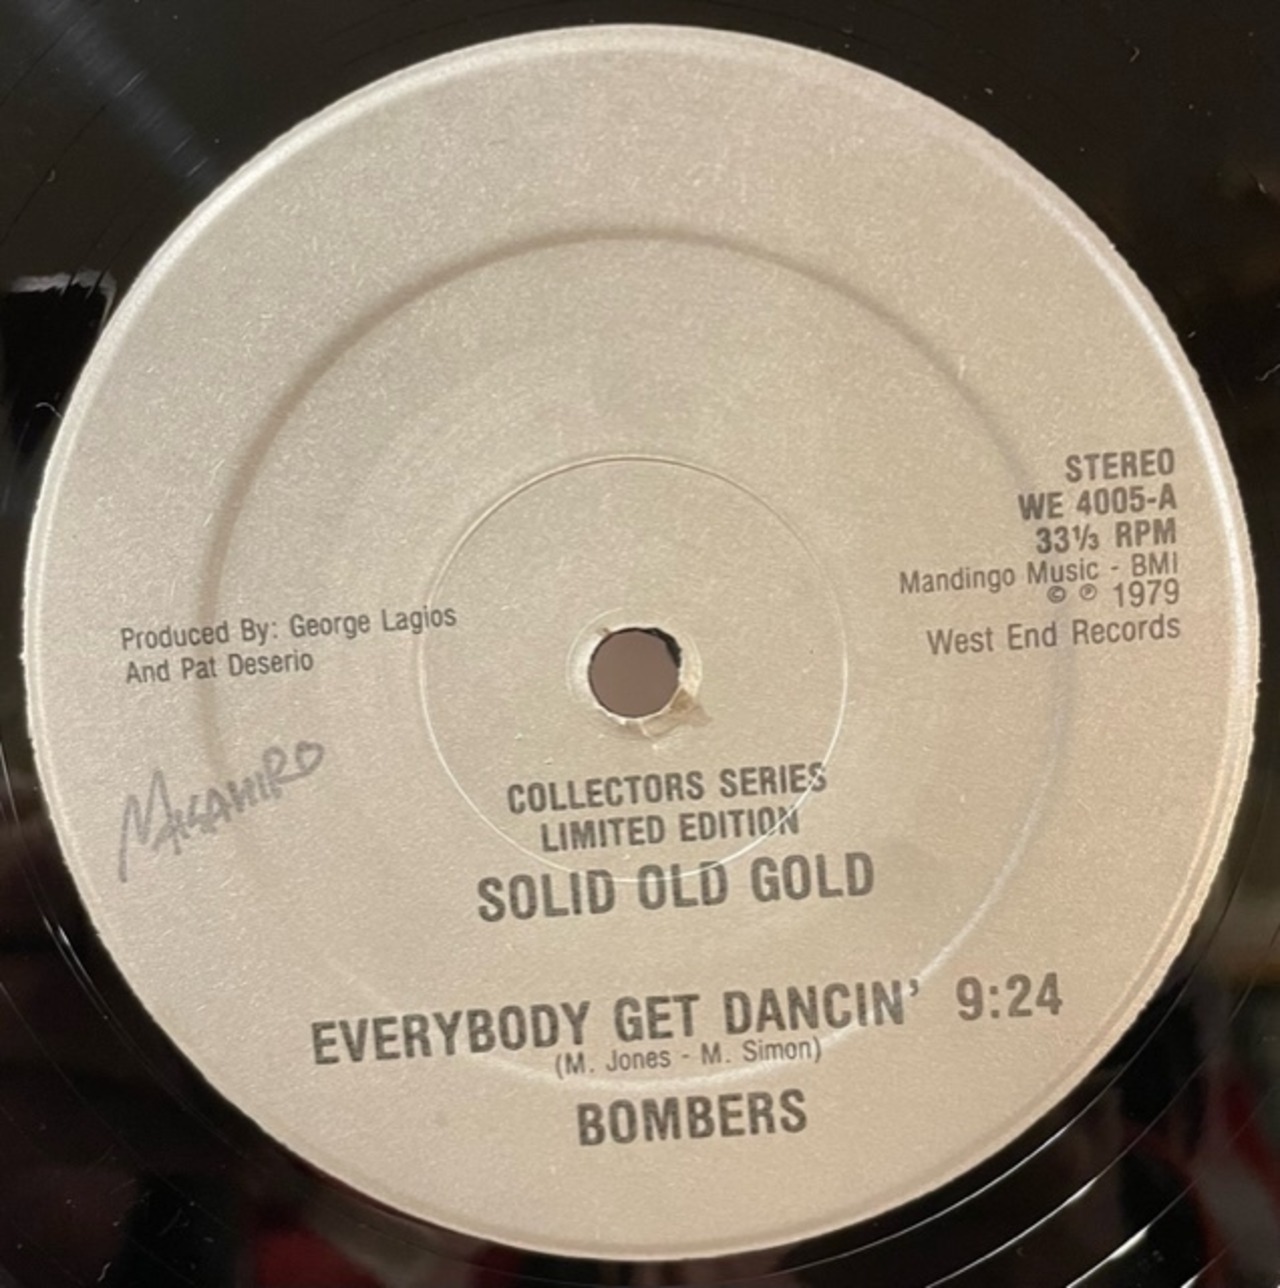 STEREO
WE 4005-A
33⅓ RPM
Mandingo Music - BMI
© ℗ 1979
West End Records
Produced By: George Lagios
And Pat Deserio
COLLECTORS SERIES
LIMITED EDITION
SOLID OLD GOLD
EVERYBODY GET DANCIN' 9:24
(M. Jones - M. Simon)
BOMBERS